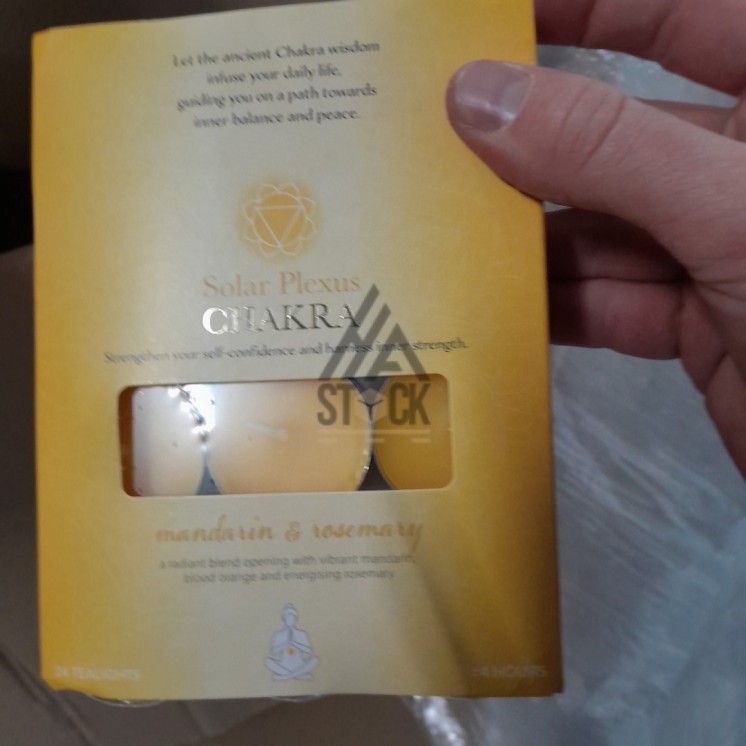 Let the ancient Chakra wisdom
infuse your daily life,
guiding you on a path towards
inner balance and peace.
Solar Plexus
CHAKRA
Strengthen your self-confidence and harness inner strength.
STOCK
mandarin & rosemary
a radiant blend opening with vibrant mandarin,
blood orange and energising rosemary
24 TEALIGHTS
4 HOURS